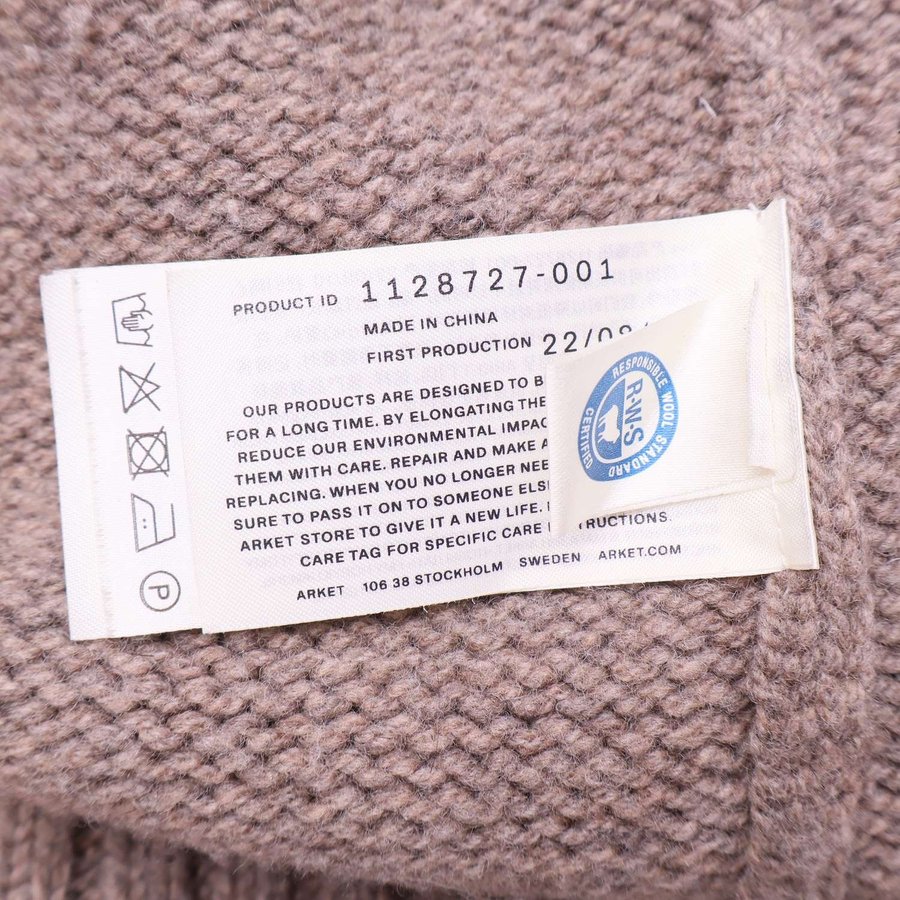 PRODUCT ID 1128727-001
MADE IN CHINA
FIRST PRODUCTION 22/09/
OUR PRODUCTS ARE DESIGNED TO
FOR A LONG TIME. BY ELONGATING THE
REDUCE OUR ENVIRONMENTAL
THEM WITH CARE. REPAIR AND MAKE
REPLACING. WHEN YOU NO LONGER
SURE TO PASS IT ON TO SOMEONE
ARKET STORE TO GIVE IT A NEW LIFE.
CARE TAG FOR SPECIFIC CARE
ARKET 106 38 STOCKHOLM SWEDEN ARKET.COM
RESPONSIBLE WOOL STANDARD
R·W·S
CERTIFIED
P